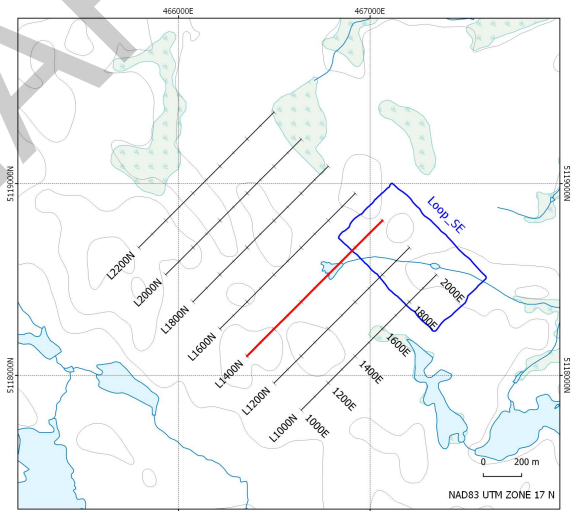 466000E
467000E
5119000N
5119000N
Loop_SE
L2200N
L2000N
L1800N
L1600N
L1400N
L1200N
L1000N
2000E
1800E
1600E
1400E
1200E
1000E
5118000N
5118000N
0 200 m
NAD83 UTM ZONE 17 N